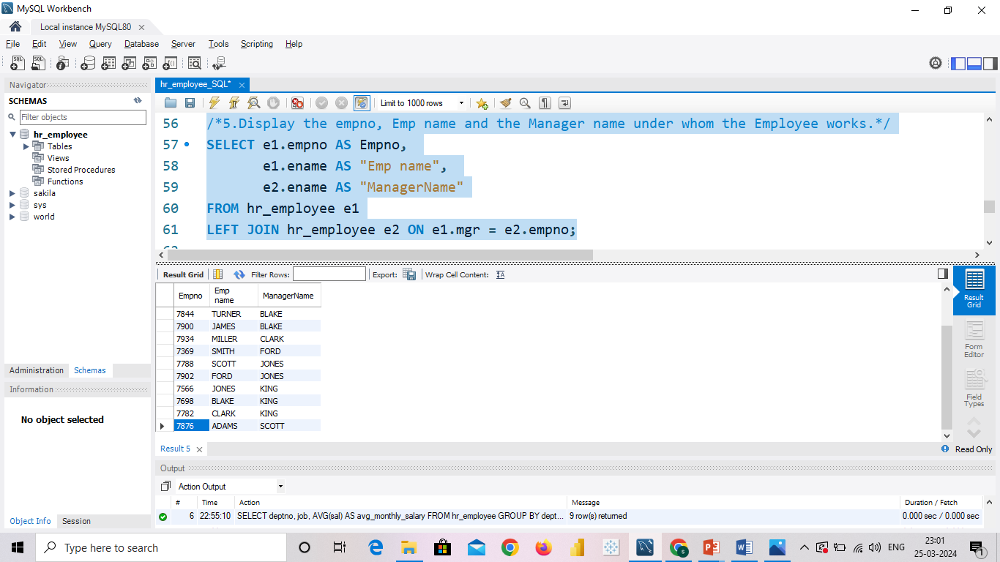 MySQL Workbench
Local instance MySQL80
File Edit View Query Database Server Tools Scripting Help
Navigator
SCHEMAS
Filter objects
hr_employee
Tables
Views
Stored Procedures
Functions
sakila
sys
world
Administration Schemas
Information
No object selected
Object Info Session
hr_employee_SQL*
Limit to 1000 rows
56 /*5.Display the empno, Emp name and the Manager name under whom the Employee works.*/
57 SELECT e1.empno AS Empno,
58 e1.ename AS "Emp name",
59 e2.ename AS "ManagerName"
60 FROM hr_employee e1
61 LEFT JOIN hr_employee e2 ON e1.mgr = e2.empno;
Result Grid Filter Rows: Export: Wrap Cell Content:
Empno Emp name ManagerName
7844 TURNER BLAKE
7900 JAMES BLAKE
7934 MILLER CLARK
7369 SMITH FORD
7788 SCOTT JONES
7902 FORD JONES
7566 JONES KING
7698 BLAKE KING
7782 CLARK KING
7876 ADAMS SCOTT
Result Grid
Form Editor
Field Types
Result 5
Read Only
Output
Action Output
# Time Action Message Duration / Fetch
6 22:55:10 SELECT deptno, job, AVG(sal) AS avg_monthly_salary FROM hr_employee GROUP BY dept... 9 row(s) returned 0.000 sec / 0.000 sec
Type here to search
ENG
23:01
25-03-2024
1